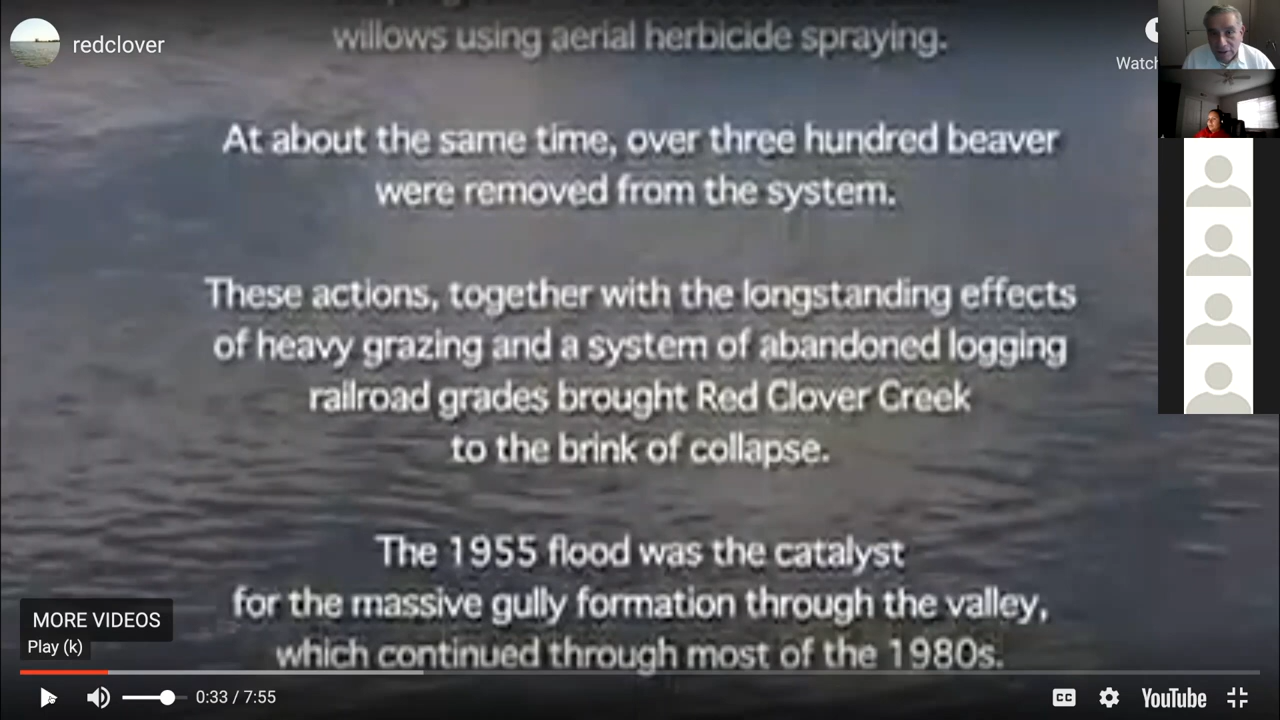 redclover
Watch
willows using aerial herbicide spraying.
At about the same time, over three hundred beaver
were removed from the system.
These actions, together with the longstanding effects
of heavy grazing and a system of abandoned logging
railroad grades brought Red Clover Creek
to the brink of collapse.
The 1955 flood was the catalyst
for the massive gully formation through the valley,
which continued through most of the 1980s.
MORE VIDEOS
Play (k)
0:33 / 7:55
CC
YouTube